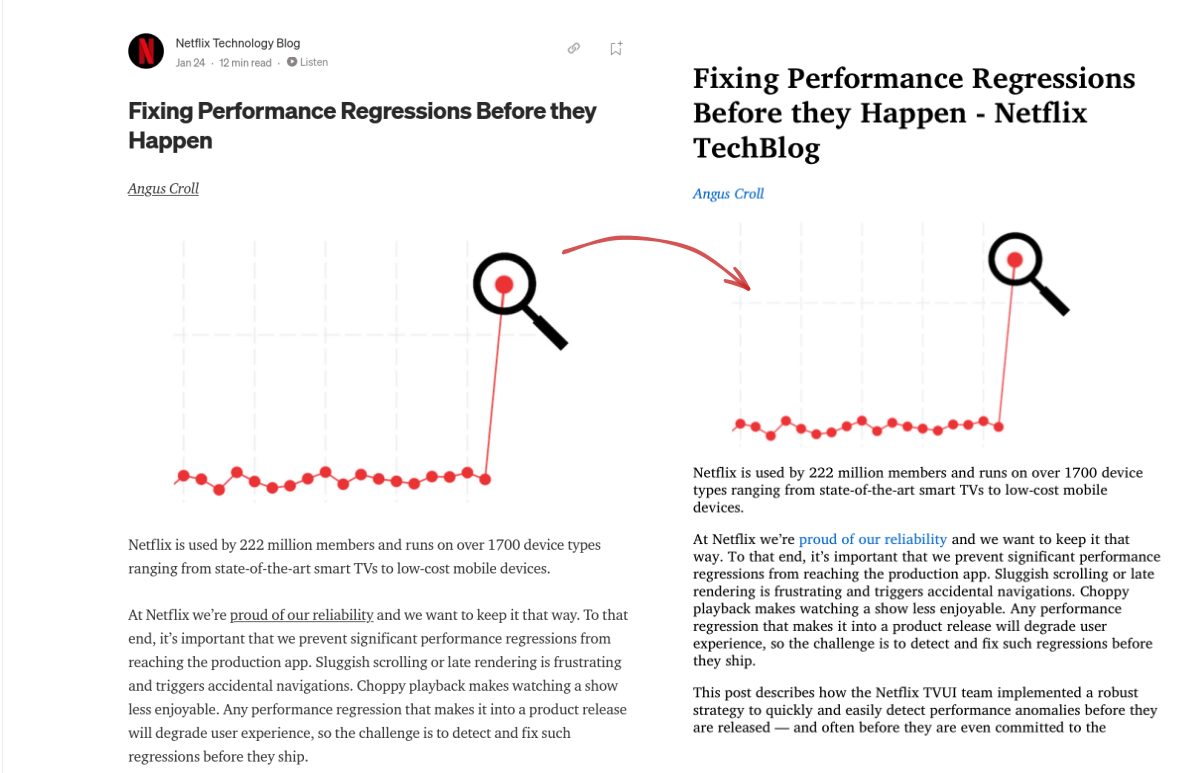 Netflix Technology Blog
Jan 24 · 12 min read · Listen
Fixing Performance Regressions Before they
Happen
Angus Croll
Netflix is used by 222 million members and runs on over 1700 device types
ranging from state-of-the-art smart TVs to low-cost mobile devices.
At Netflix we’re proud of our reliability and we want to keep it that way. To that
end, it’s important that we prevent significant performance regressions from
reaching the production app. Sluggish scrolling or late rendering is frustrating
and triggers accidental navigations. Choppy playback makes watching a show
less enjoyable. Any performance regression that makes it into a product release
will degrade user experience, so the challenge is to detect and fix such
regressions before they ship.
Fixing Performance Regressions
Before they Happen - Netflix
TechBlog
Angus Croll
Netflix is used by 222 million members and runs on over 1700 device
types ranging from state-of-the-art smart TVs to low-cost mobile
devices.
At Netflix we’re proud of our reliability and we want to keep it that
way. To that end, it’s important that we prevent significant performance
regressions from reaching the production app. Sluggish scrolling or late
rendering is frustrating and triggers accidental navigations. Choppy
playback makes watching a show less enjoyable. Any performance
regression that makes it into a product release will degrade user
experience, so the challenge is to detect and fix such regressions before
they ship.
This post describes how the Netflix TVUI team implemented a robust
strategy to quickly and easily detect performance anomalies before they
are released — and often before they are even committed to the